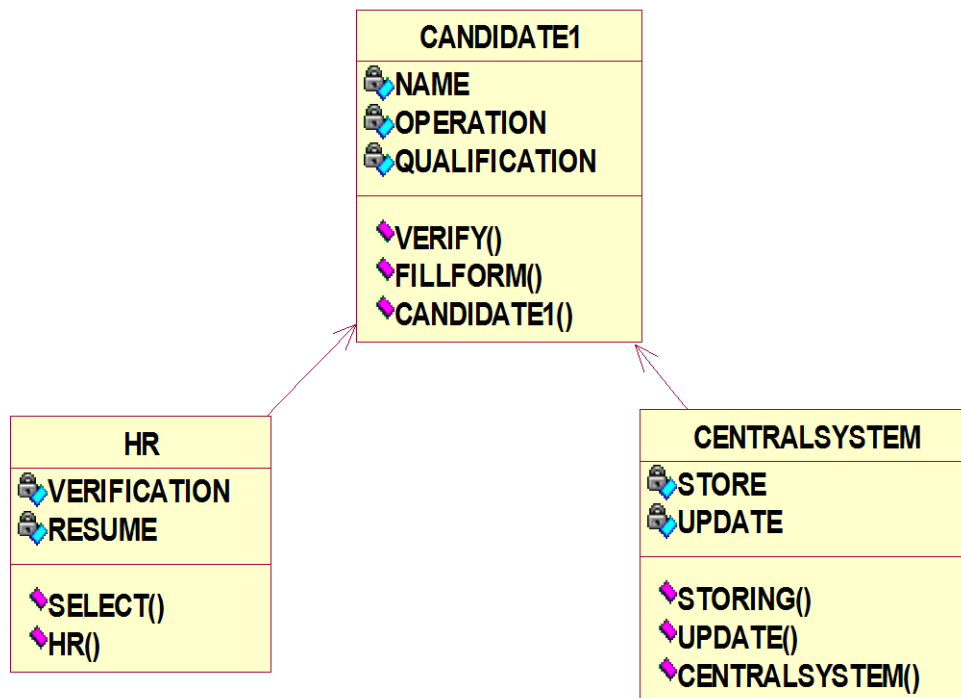 CANDIDATE1
NAME
OPERATION
QUALIFICATION
VERIFY()
FILLFORM()
CANDIDATE1()
HR
VERIFICATION
RESUME
SELECT()
HR()
CENTRALSYSTEM
STORE
UPDATE
STORING()
UPDATE()
CENTRALSYSTEM()